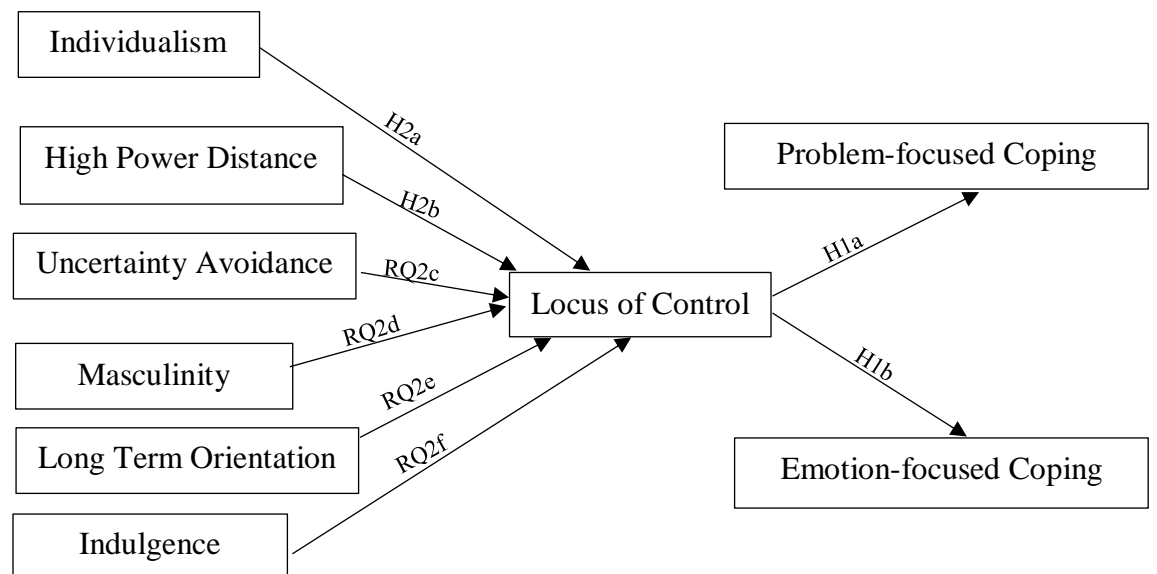 Individualism
H2a
High Power Distance
H2b
Uncertainty Avoidance
RQ2c
Masculinity
RQ2d
Long Term Orientation
RQ2e
Indulgence
RQ2f
Locus of Control
H1a
Problem-focused Coping
H1b
Emotion-focused Coping